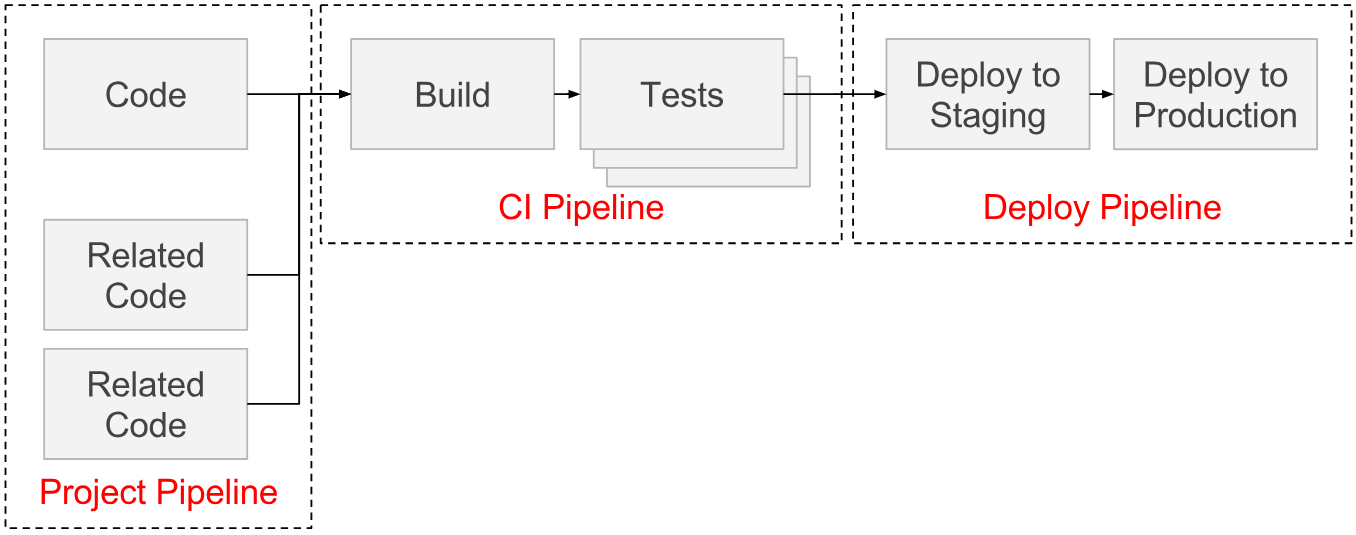 Code
Build
Tests
Deploy to
Staging
Deploy to
Production
CI Pipeline
Deploy Pipeline
Related
Code
Related
Code
Project Pipeline